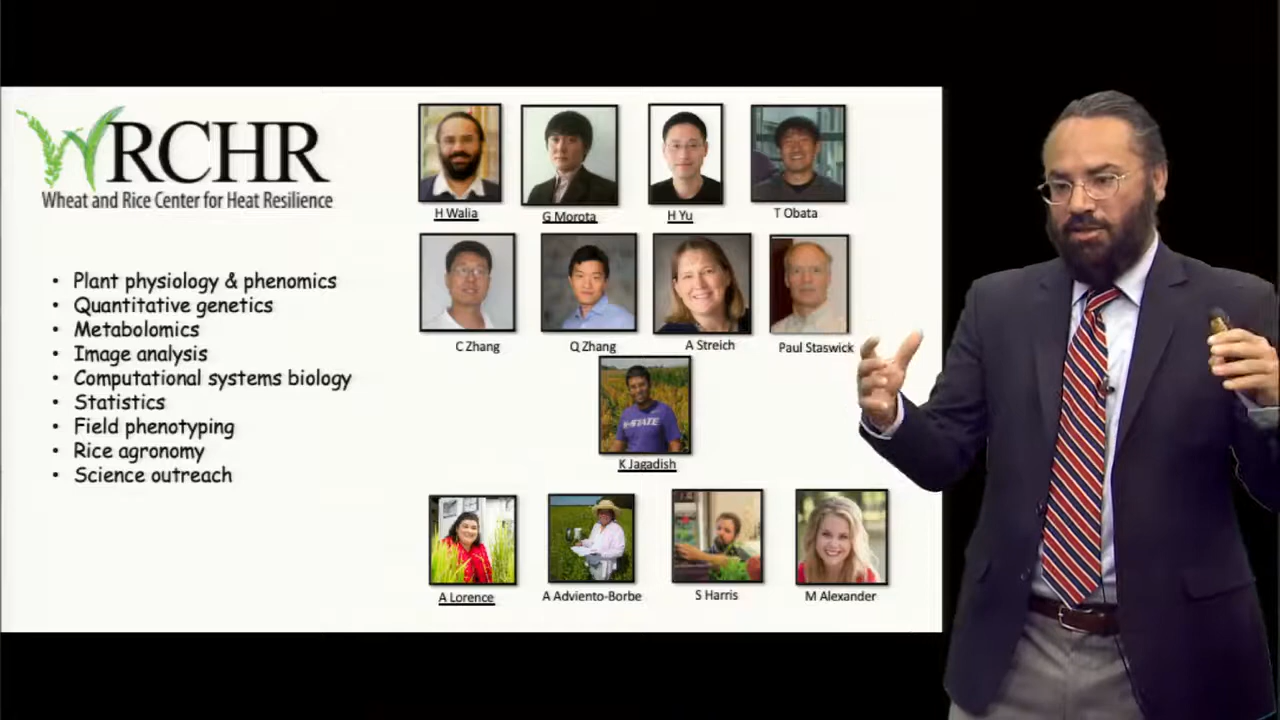 WRCHR
Wheat and Rice Center for Heat Resilience
• Plant physiology & phenomics
• Quantitative genetics
• Metabolomics
• Image analysis
• Computational systems biology
• Statistics
• Field phenotyping
• Rice agronomy
• Science outreach
H Walia
G Morota
H Yu
T Obata
C Zhang
Q Zhang
A Streich
Paul Staswick
K-STATE
K Jagadish
A Lorence
A Adviento-Borbe
S Harris
M Alexander